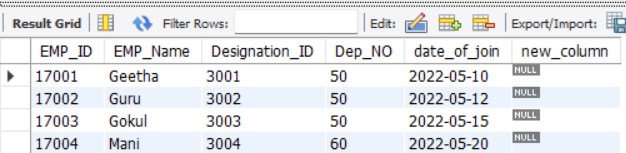 Result Grid Filter Rows: Edit: Export/Import:
EMP_ID EMP_Name Designation_ID Dep_NO date_of_join new_column
17001 Geetha 3001 50 2022-05-10 NULL
17002 Guru 3002 50 2022-05-12 NULL
17003 Gokul 3003 50 2022-05-15 NULL
17004 Mani 3004 60 2022-05-20 NULL